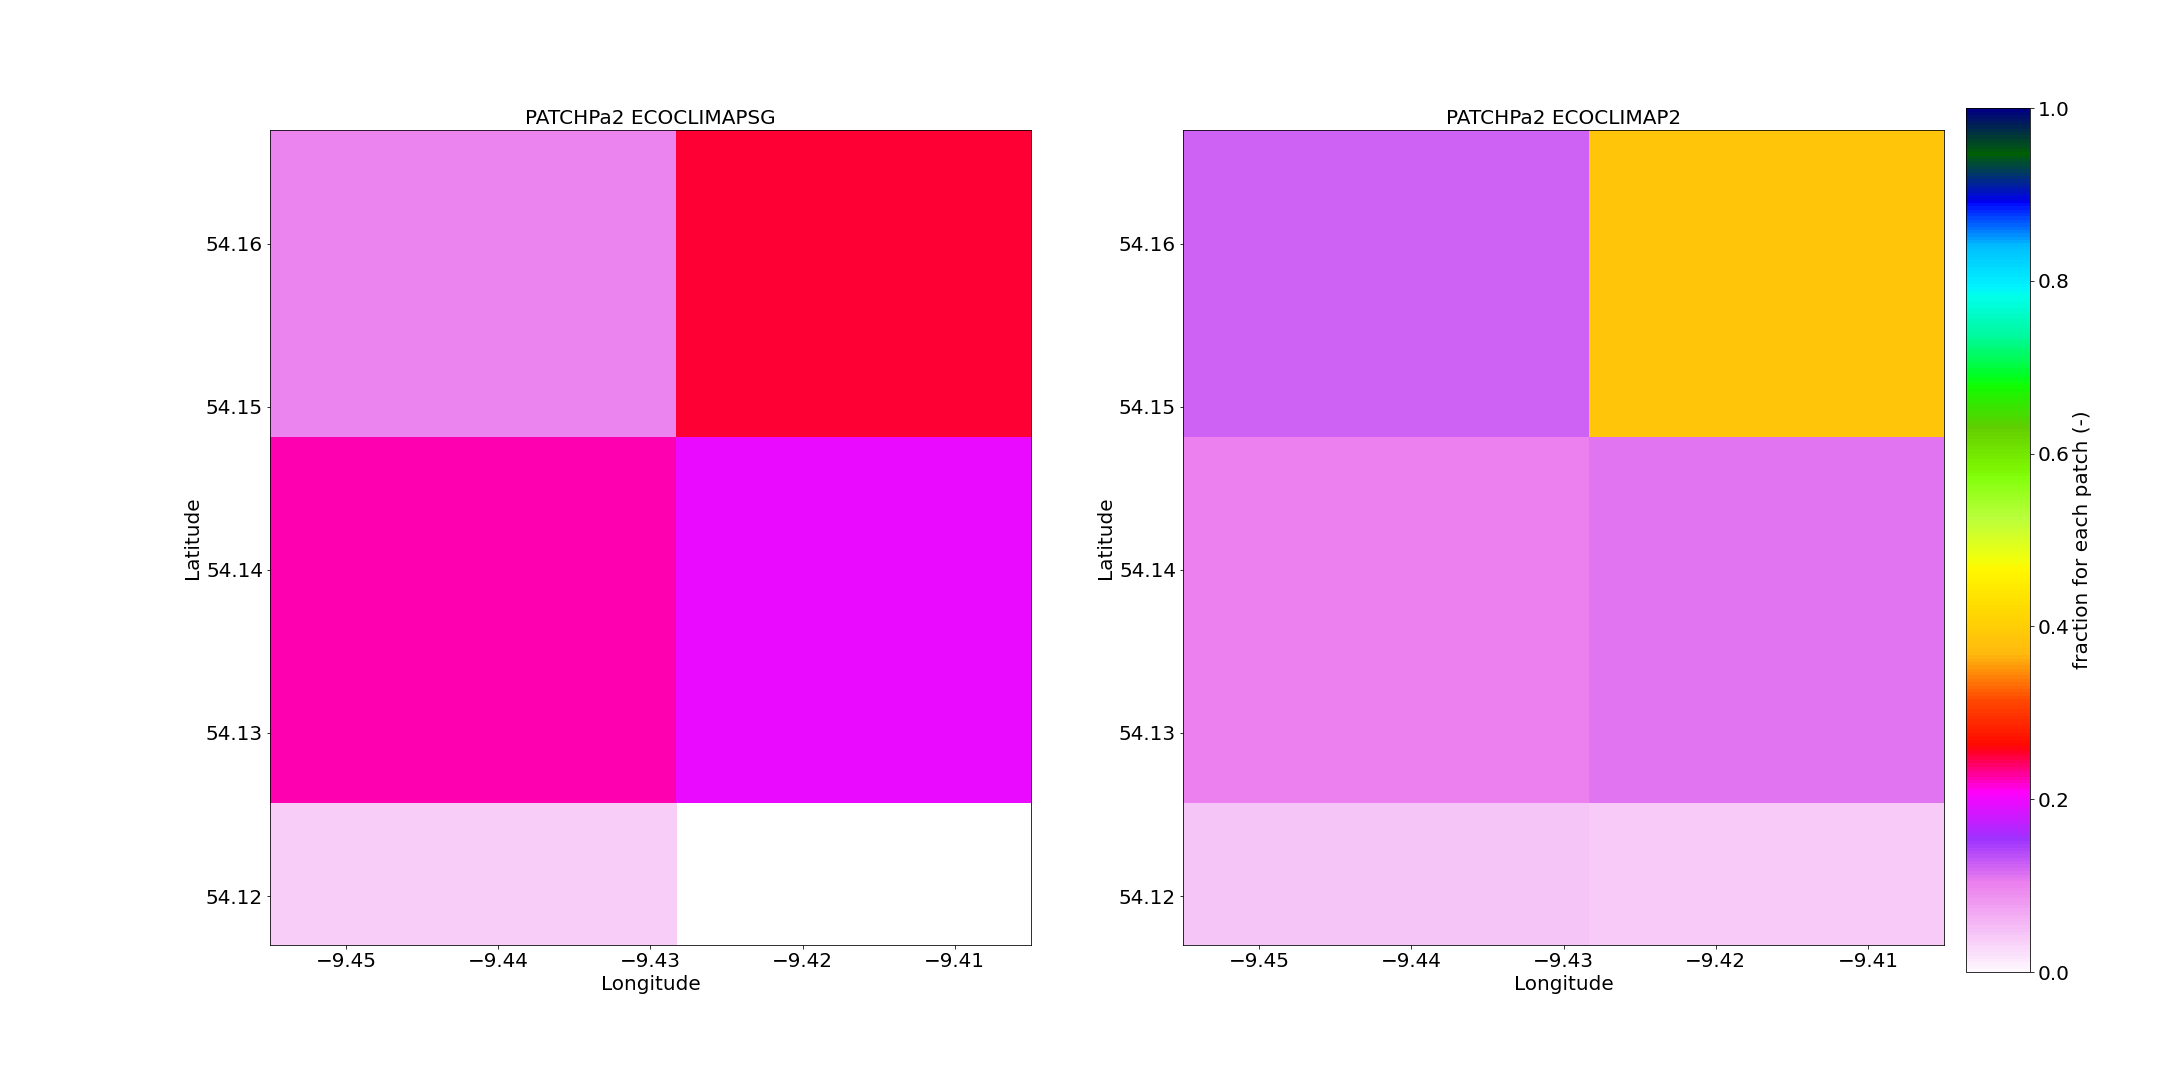 PATCHPa2 ECOCLIMAPSG
Latitude
54.16
54.15
54.14
54.13
54.12
−9.45 −9.44 −9.43 −9.42 −9.41
Longitude
PATCHPa2 ECOCLIMAP2
Latitude
54.16
54.15
54.14
54.13
54.12
−9.45 −9.44 −9.43 −9.42 −9.41
Longitude
1.0
0.8
0.6
0.4
0.2
0.0
fraction for each patch (-)